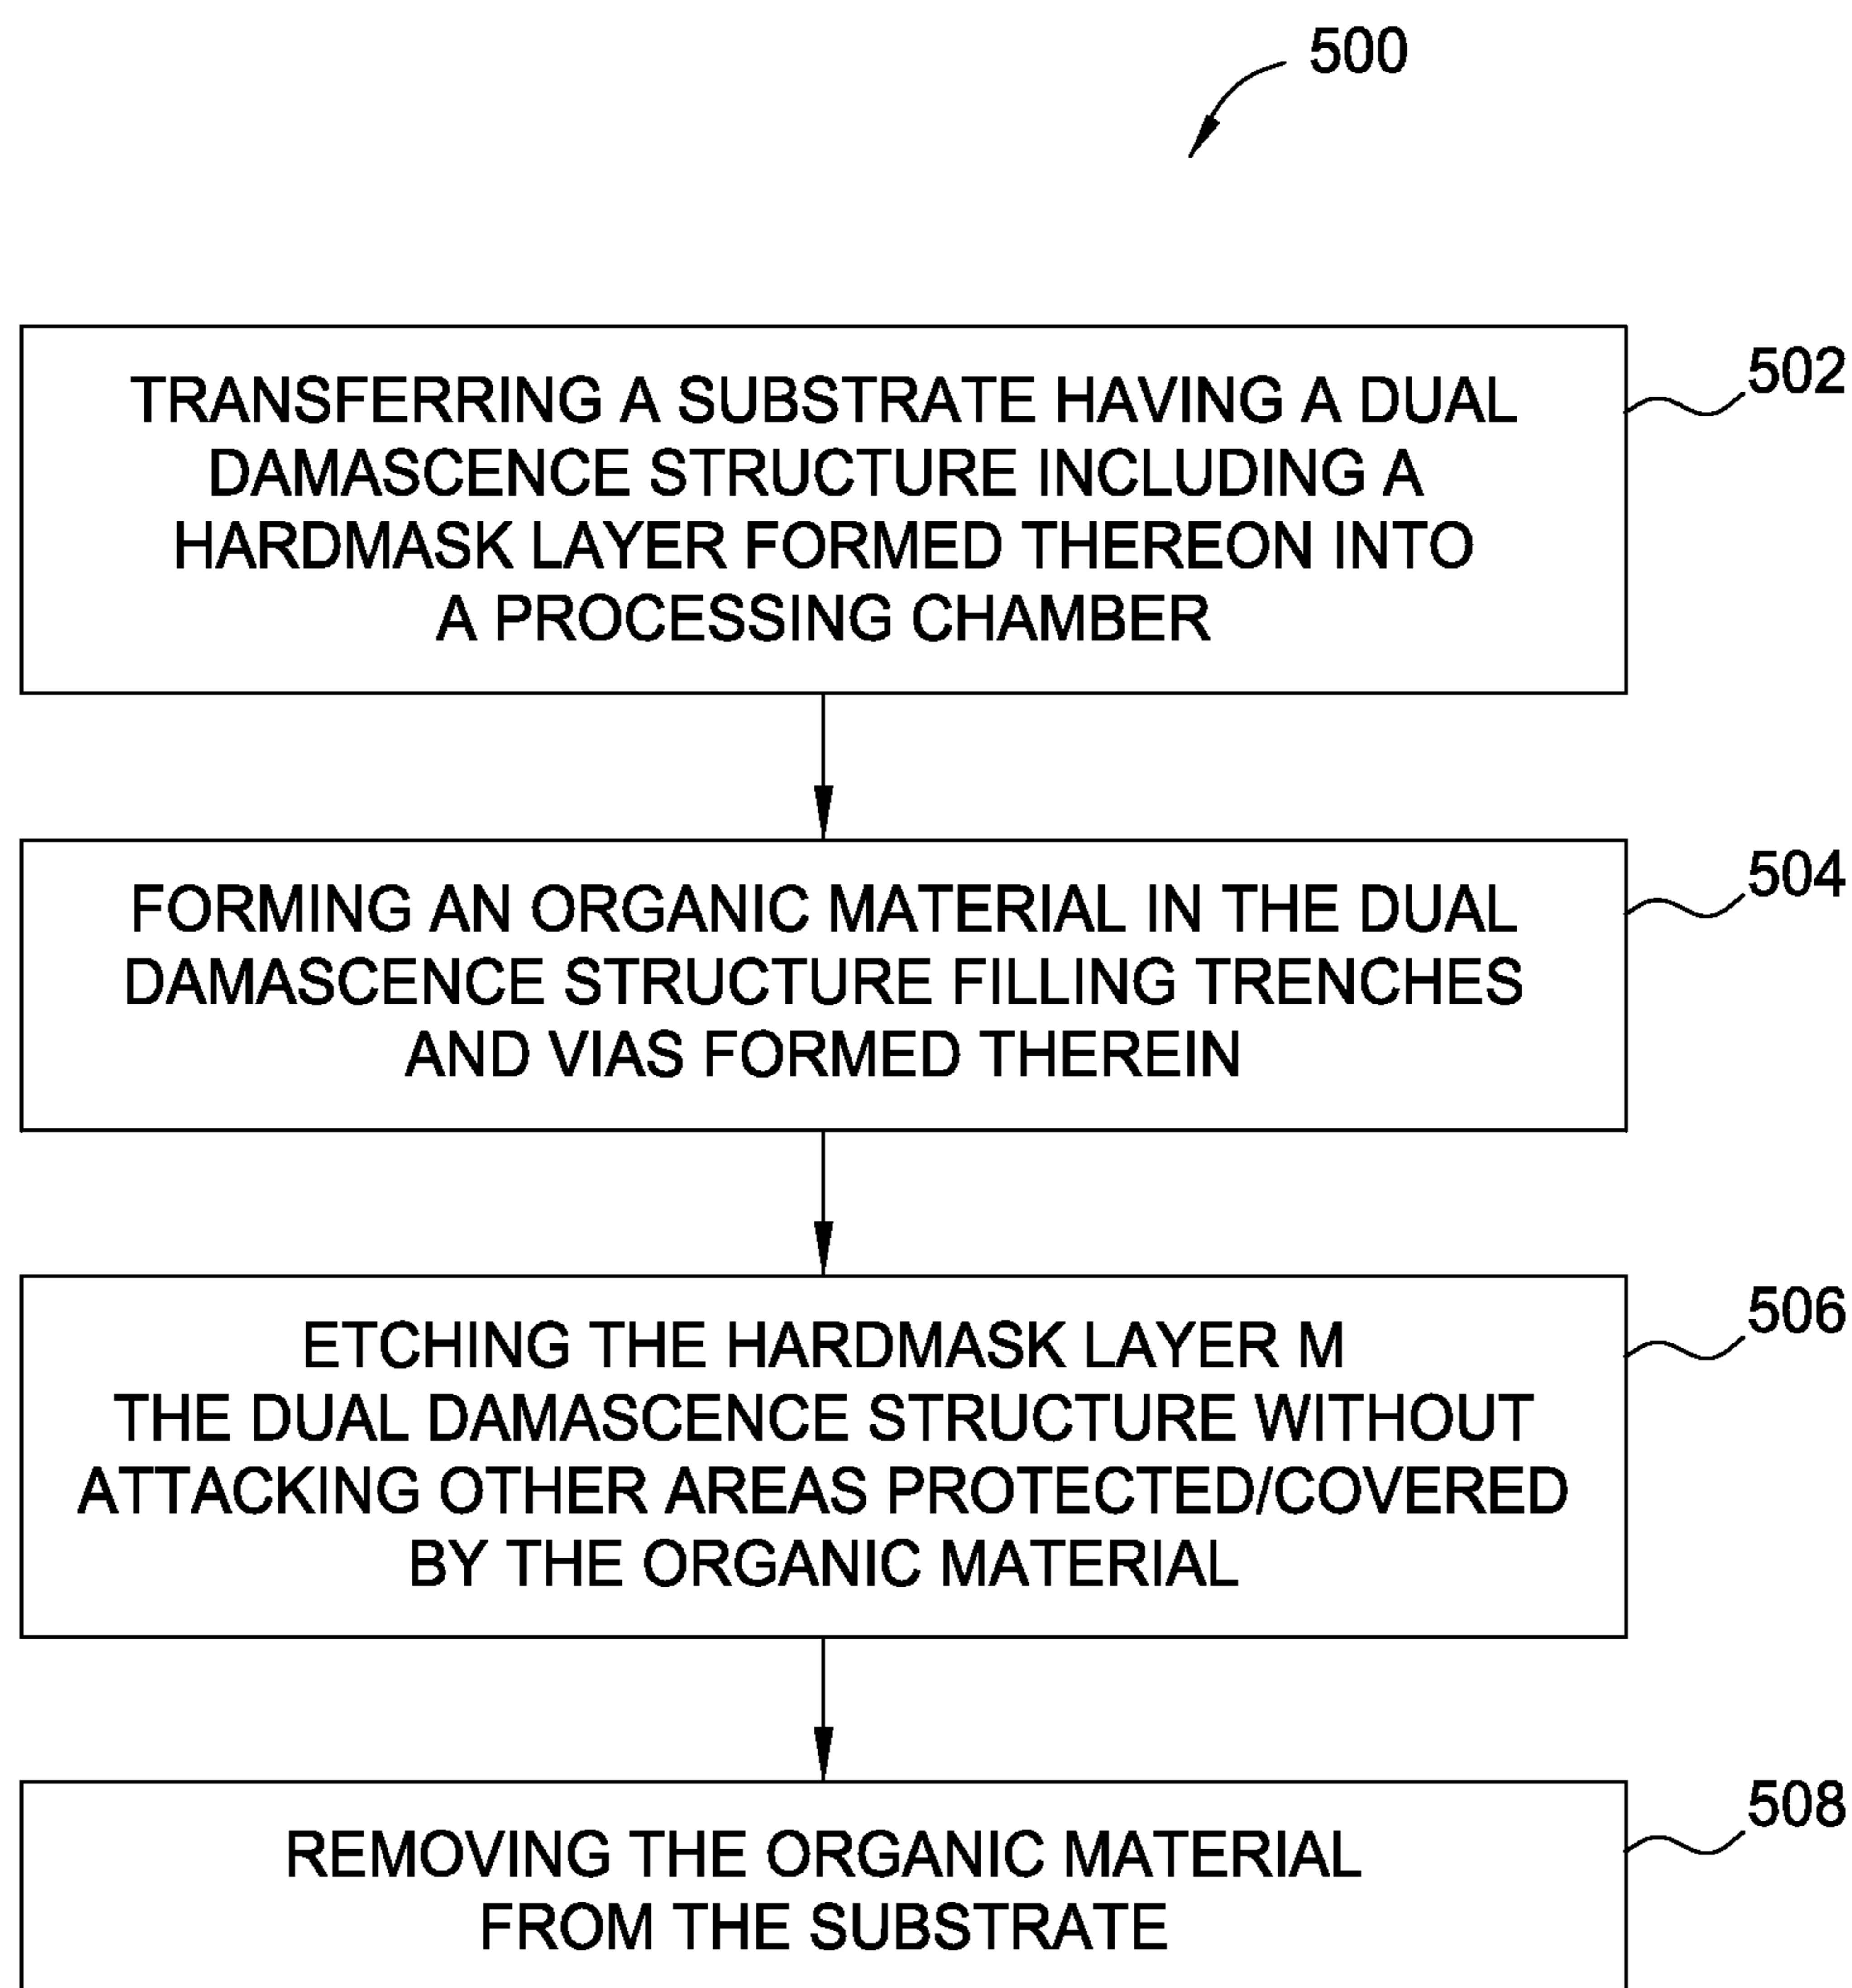 500
TRANSFERRING A SUBSTRATE HAVING A DUAL
DAMASCENCE STRUCTURE INCLUDING A
HARDMASK LAYER FORMED THEREON INTO
A PROCESSING CHAMBER
502
FORMING AN ORGANIC MATERIAL IN THE DUAL
DAMASCENCE STRUCTURE FILLING TRENCHES
AND VIAS FORMED THEREIN
504
ETCHING THE HARDMASK LAYER M
THE DUAL DAMASCENCE STRUCTURE WITHOUT
ATTACKING OTHER AREAS PROTECTED/COVERED
BY THE ORGANIC MATERIAL
506
REMOVING THE ORGANIC MATERIAL
FROM THE SUBSTRATE
508